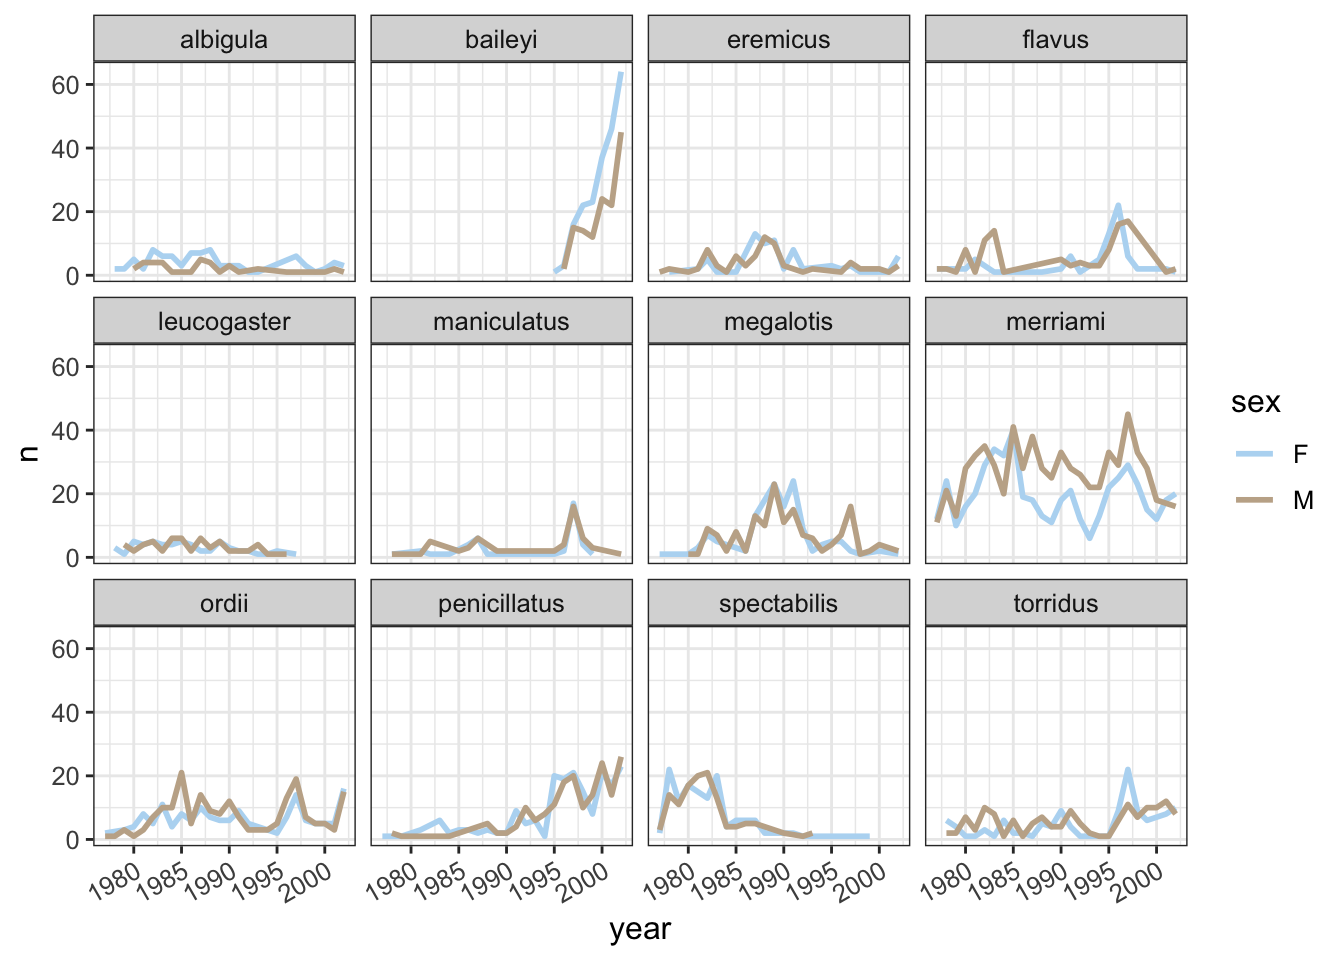 albigula baileyi eremicus flavus
60
40
20
0
leucogaster maniculatus megalotis merriami
60
40
20
0
n
sex
F
M
ordii penicillatus spectabilis torridus
60
40
20
0
1980 1985 1990 1995 2000 1980 1985 1990 1995 2000 1980 1985 1990 1995 2000 1980 1985 1990 1995 2000
year